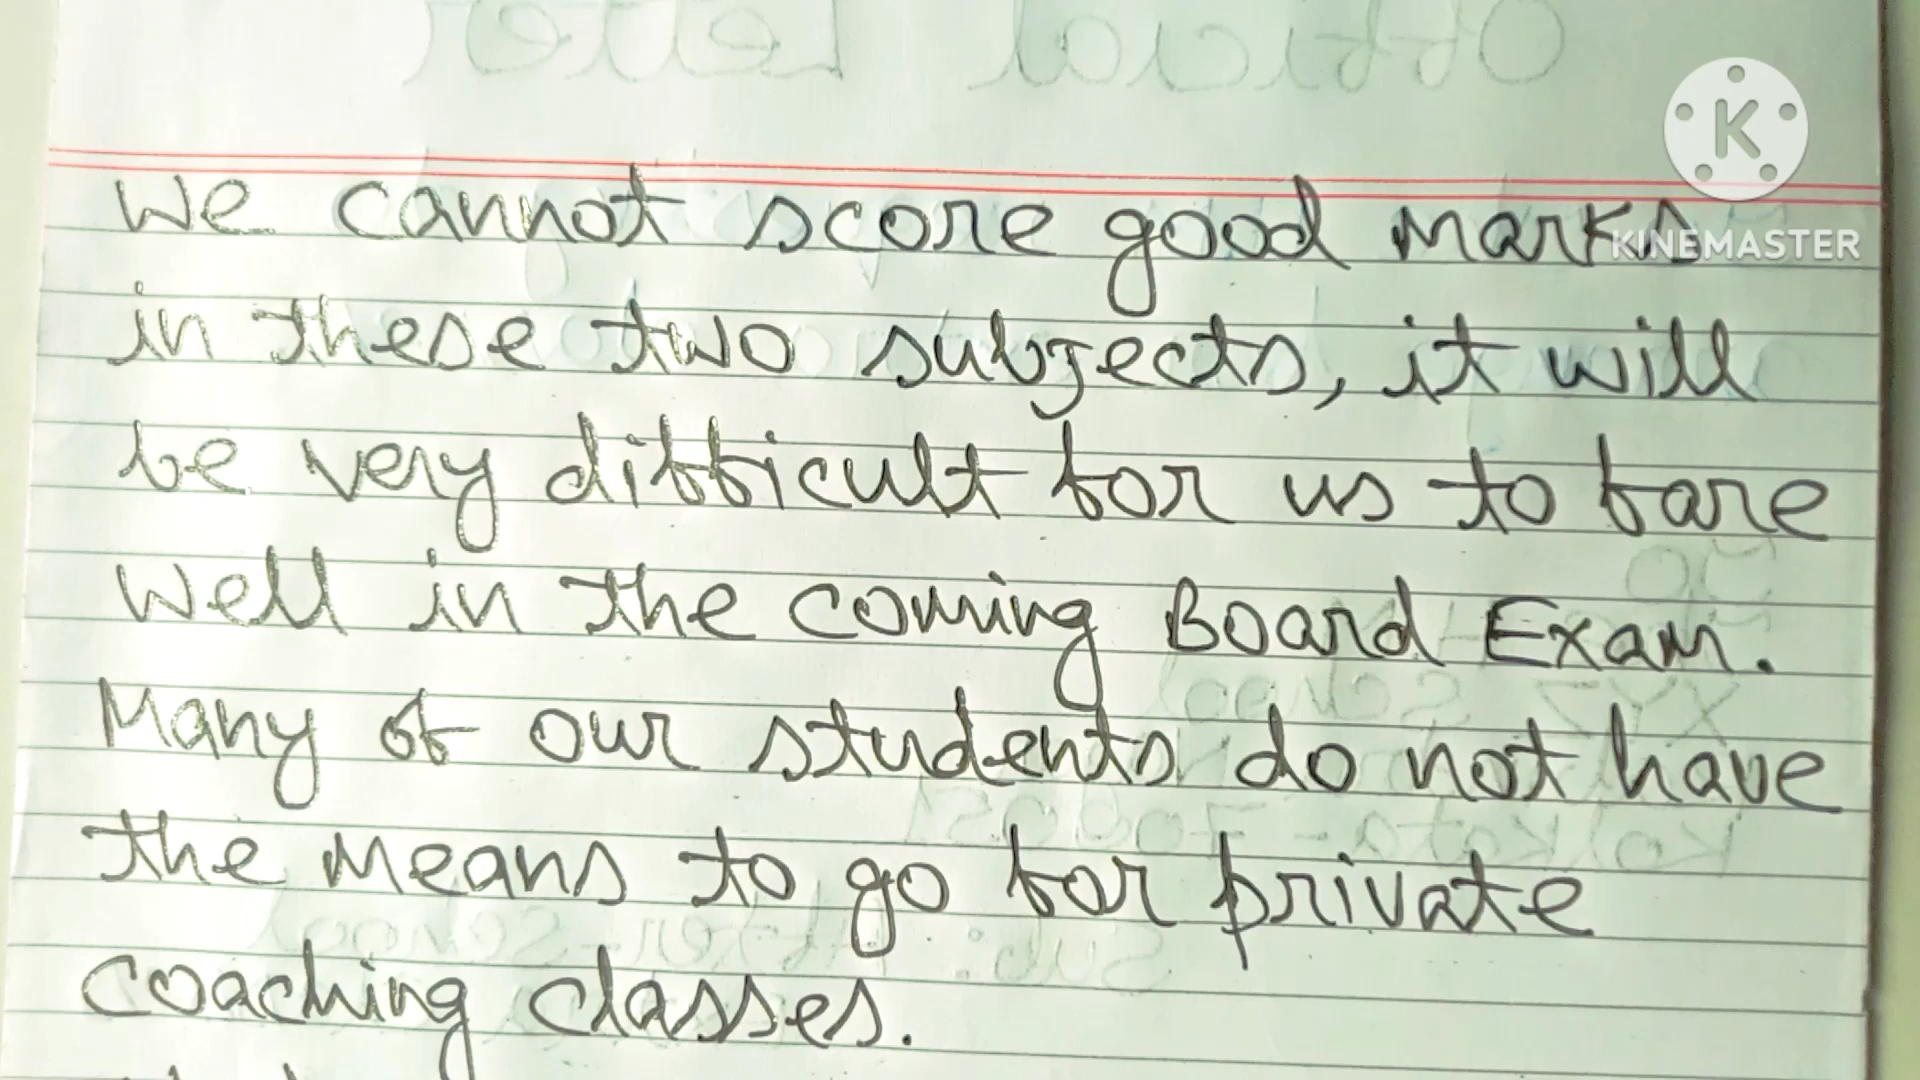 We cannot score good marks
in these two subjects, it will
be very difficult for us to fare
well in the coming Board Exam.
Many of our students do not have
the means to go for private
coaching classes.
K
KINEMASTER